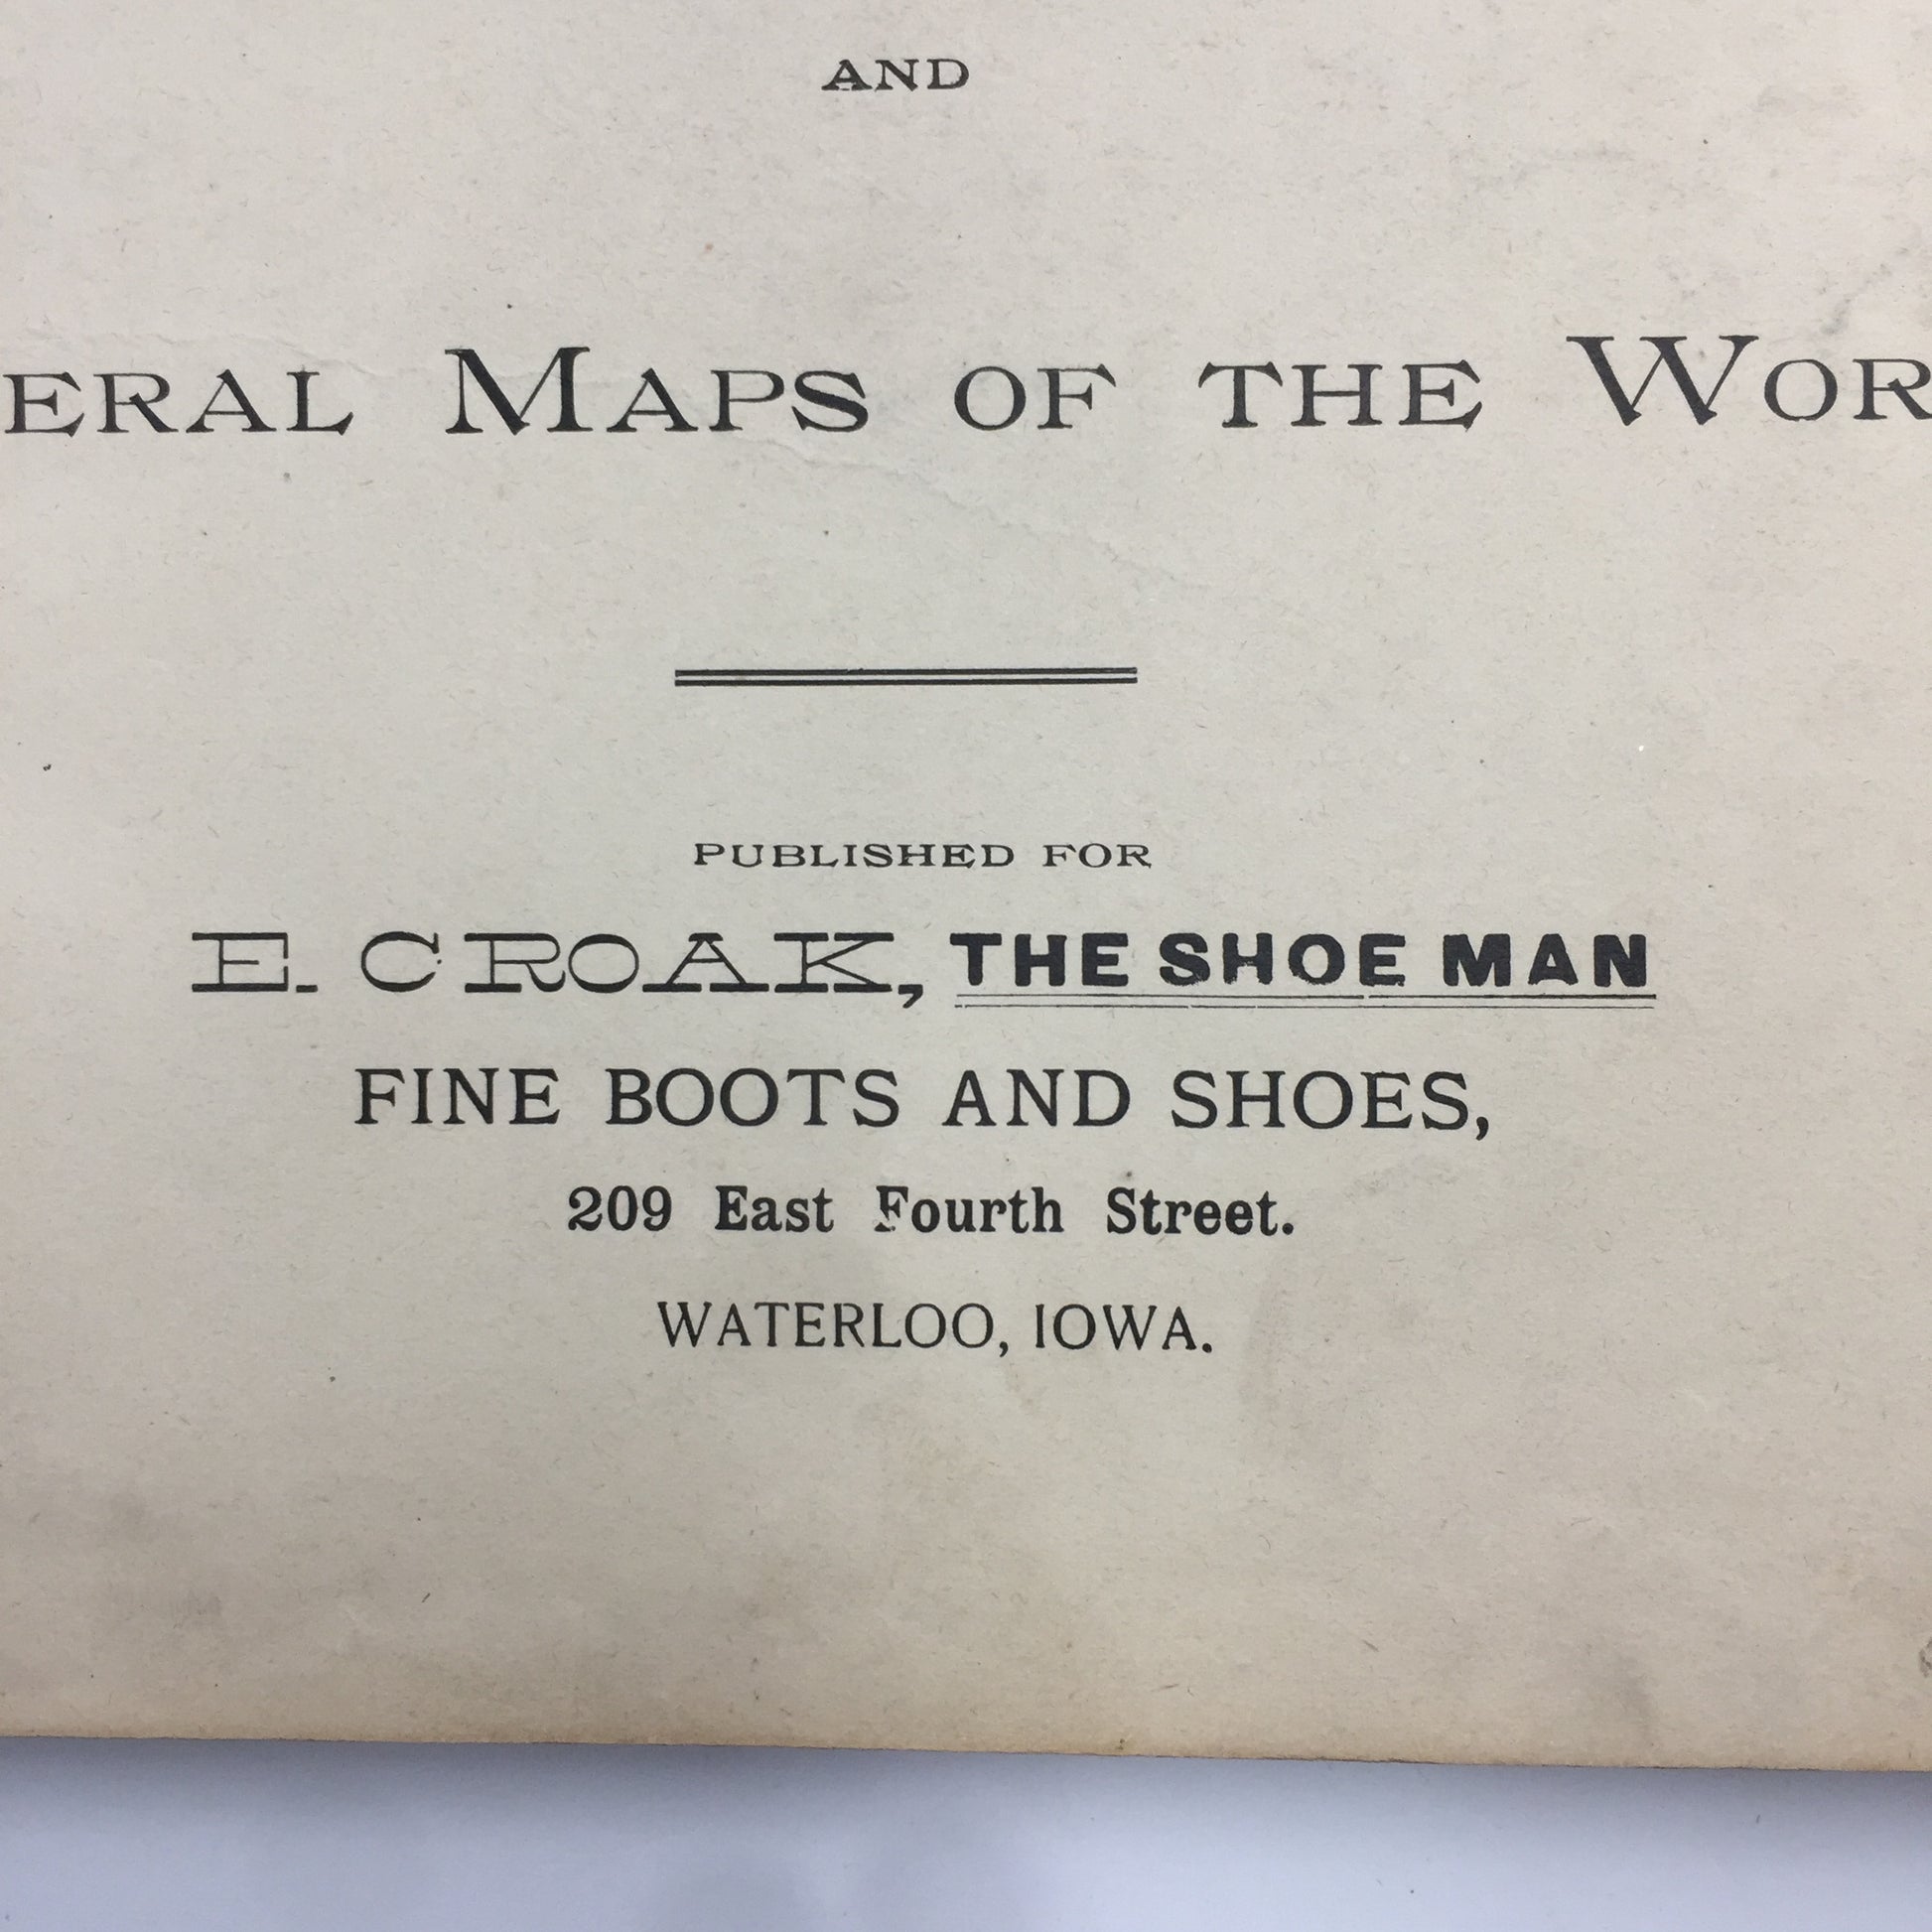 AND
ERAL MAPS OF THE WOR
PUBLISHED FOR
E. CROAK, THE SHOE MAN
FINE BOOTS AND SHOES,
209 East Fourth Street.
WATERLOO, IOWA.